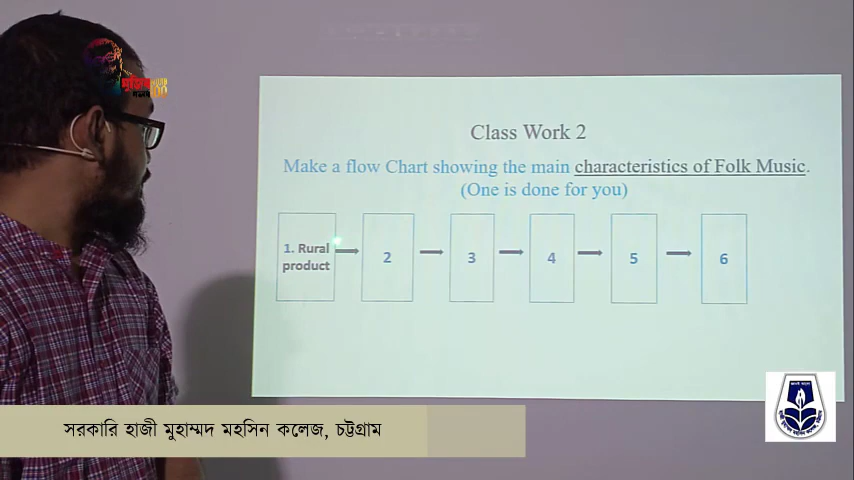 Class Work 2
Make a flow Chart showing the main characteristics of Folk Music.
(One is done for you)
1. Rural product
2
3
4
5
6
সরকারি হাজী মুহাম্মদ মহসিন কলেজ, চট্টগ্রাম